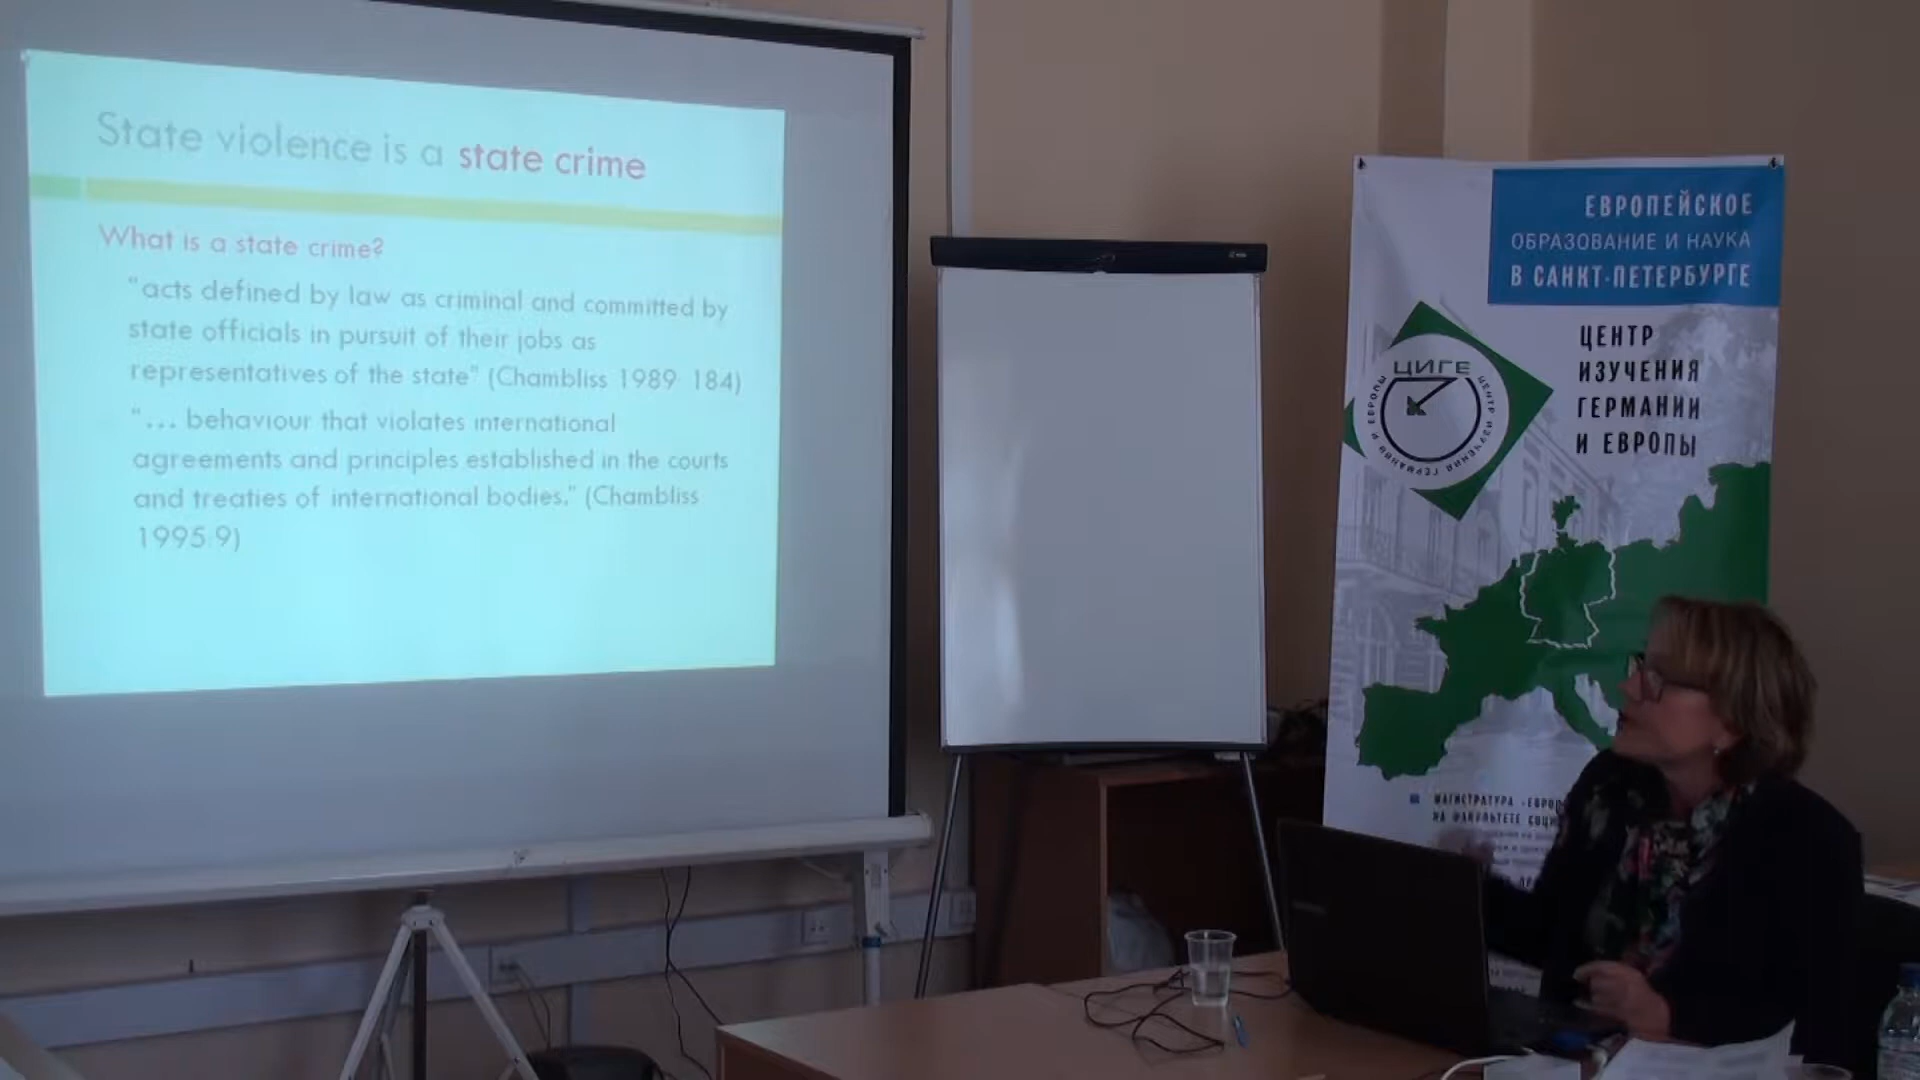 State violence is a state crime
What is a state crime?
"acts defined by law as criminal and committed by
state officials in pursuit of their jobs as
representatives of the state" (Chambliss 1989 184)
"... behaviour that violates international
agreements and principles established in the courts
and treaties of international bodies." (Chambliss
1995 9)
ЕВРОПЕЙСКОЕ
ОБРАЗОВАНИЕ И НАУКА
В САНКТ-ПЕТЕРБУРГЕ
ЦЕНТР
ИЗУЧЕНИЯ
ГЕРМАНИИ
И ЕВРОПЫ
ЦИГЕ
ЦЕНТР ИЗУЧЕНИЯ ГЕРМАНИИ И ЕВРОПЫ
МАГИСТРАТУРА